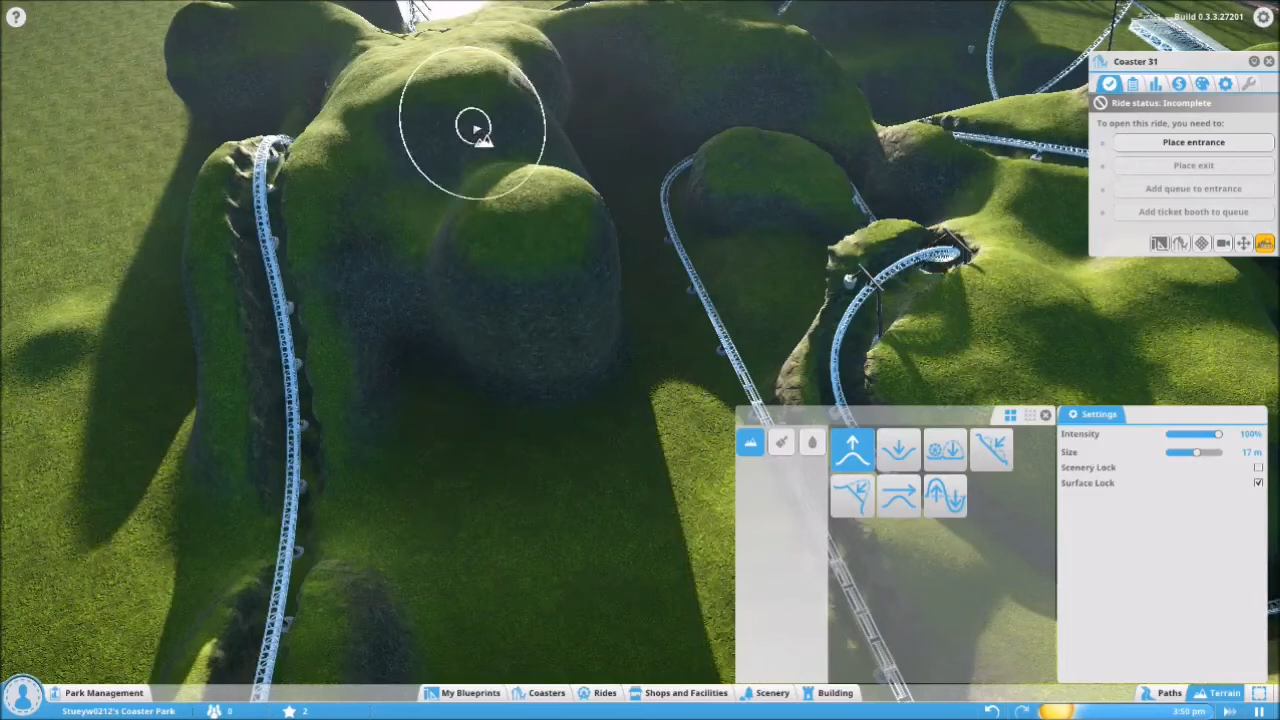 ?
Build 0.3.3.27201
Coaster 31
Ride status: Incomplete
To open this ride, you need to:
Place entrance
Place exit
Add queue to entrance
Add ticket booth to queue
Settings
Intensity 100%
Size 17 m
Scenery Lock
Surface Lock
Park Management My Blueprints Coasters Rides Shops and Facilities Scenery Building Paths Terrain
Stueyw0212's Coaster Park 0 2 3:50 pm